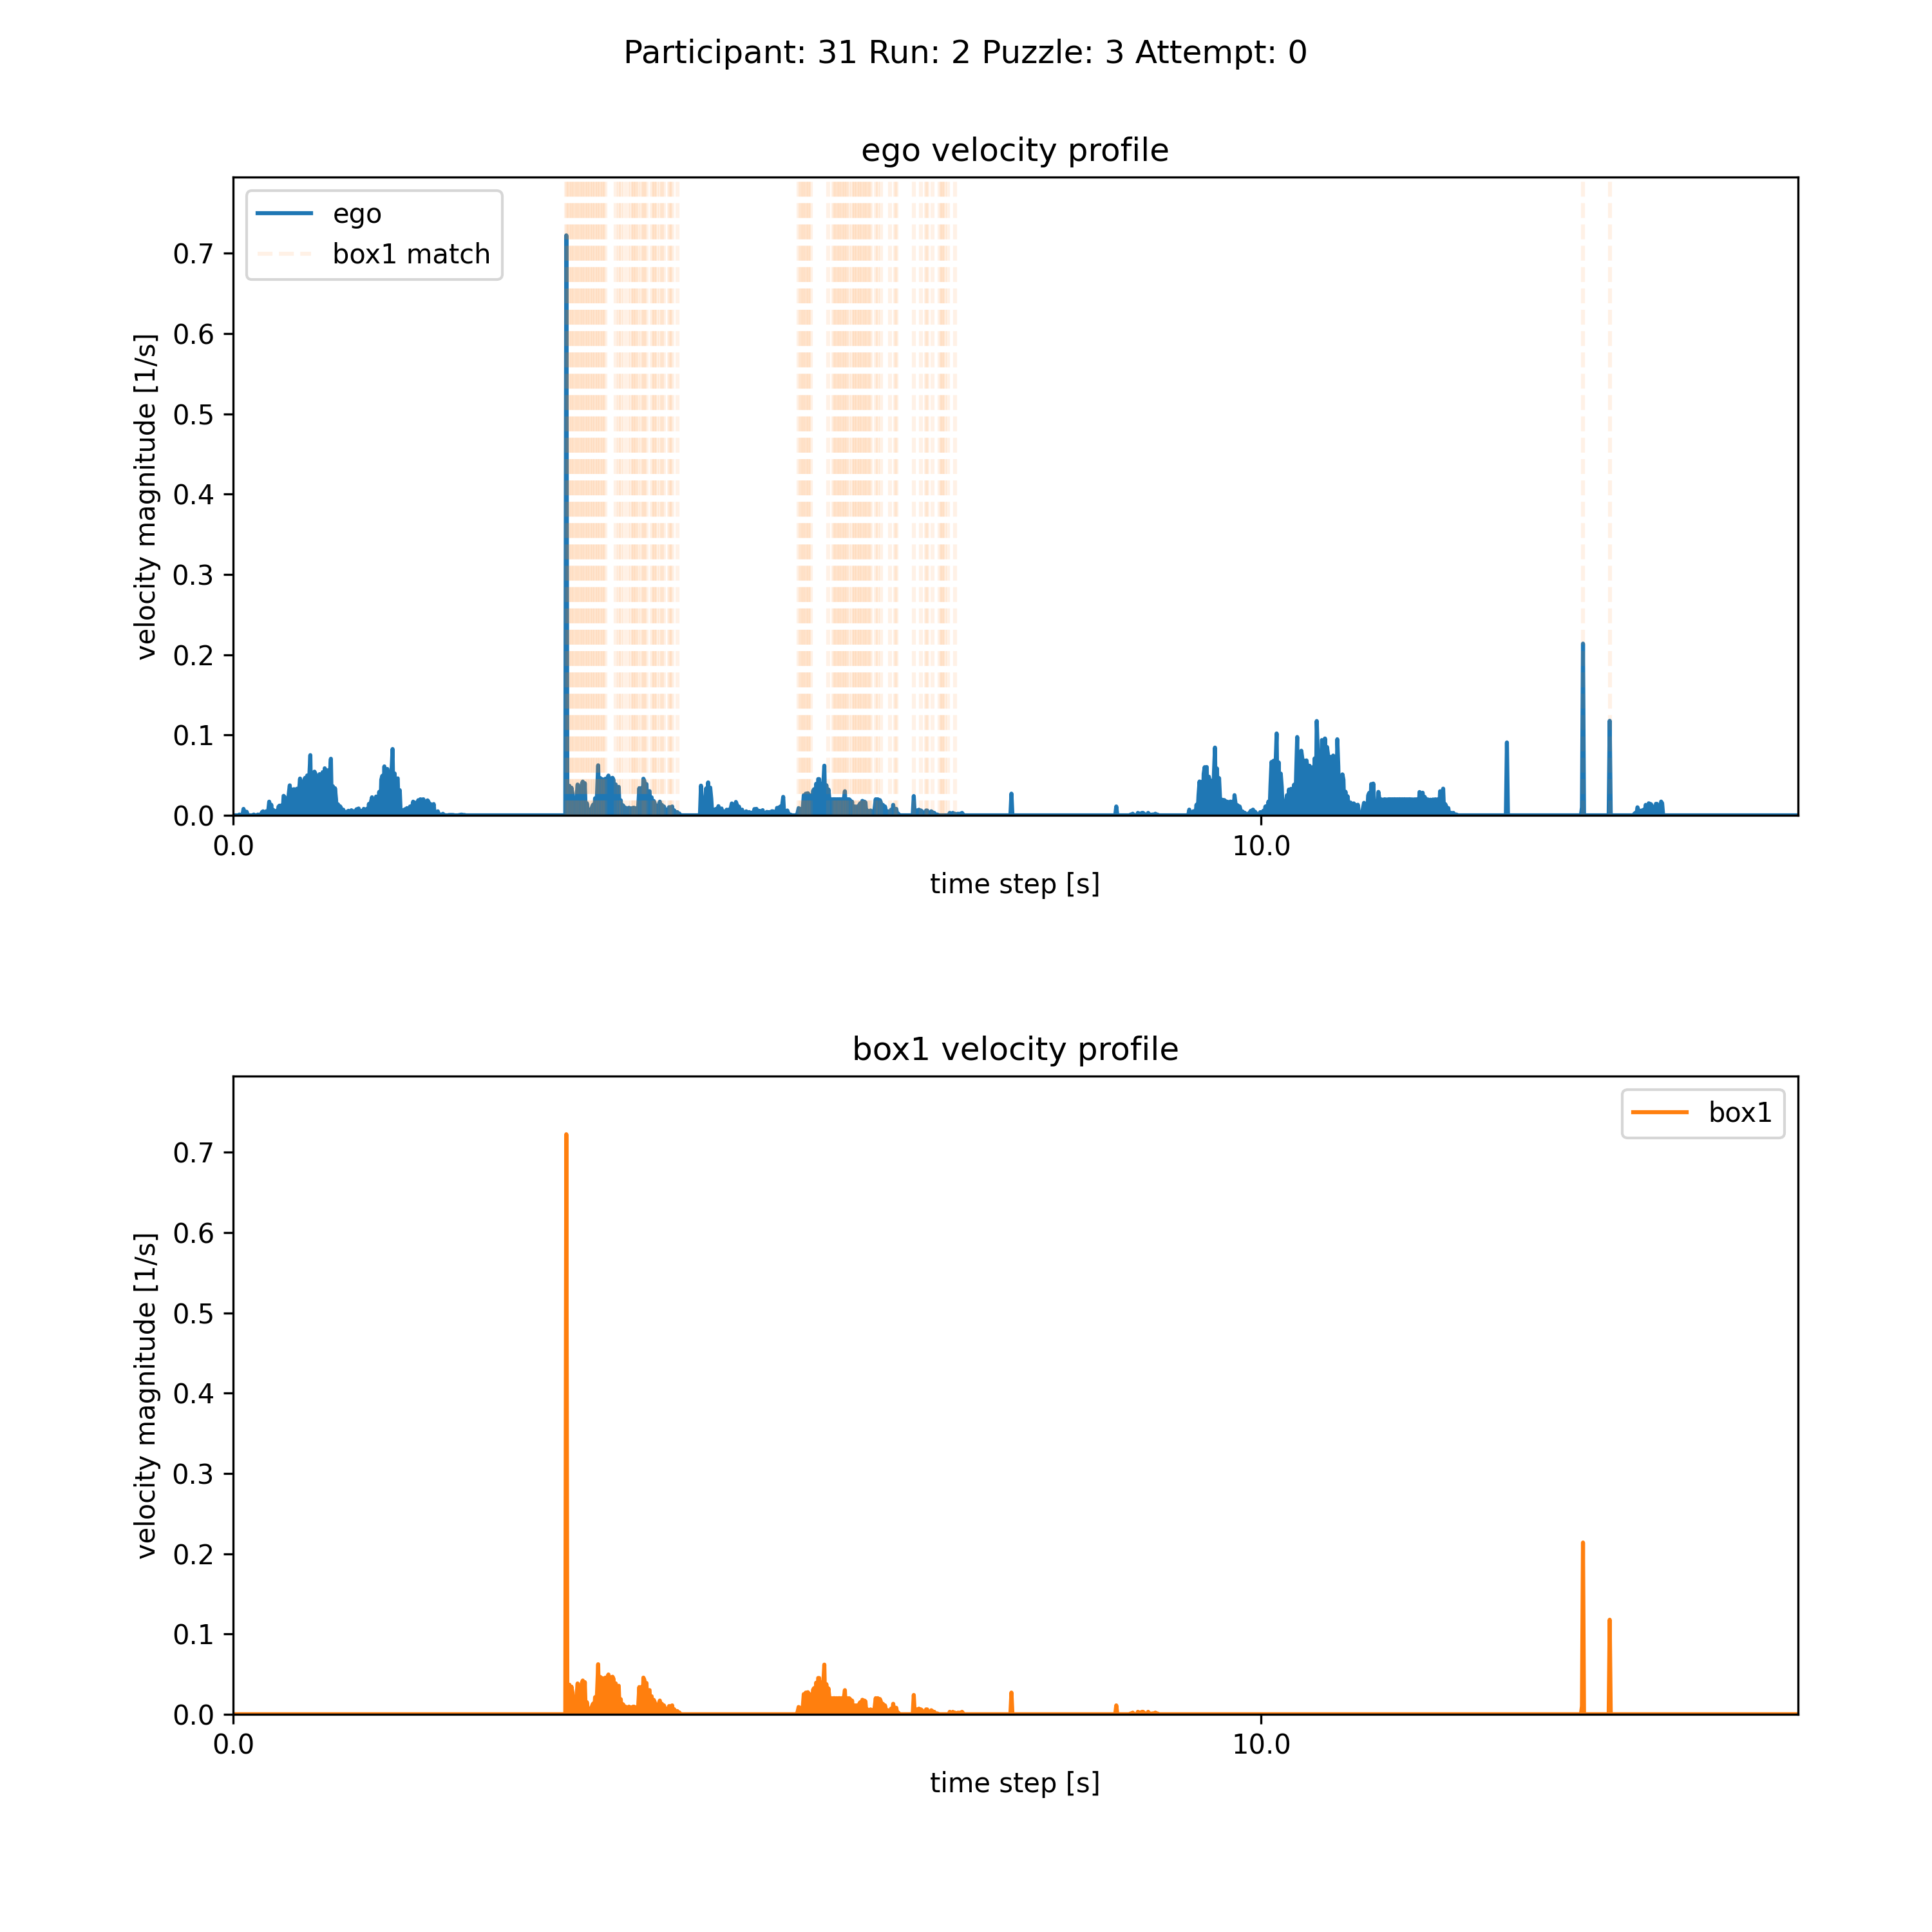 Participant: 31 Run: 2 Puzzle: 3 Attempt: 0
ego velocity profile
ego
box1 match
velocity magnitude [1/s]
0.7
0.6
0.5
0.4
0.3
0.2
0.1
0.0
0.0 10.0
time step [s]
box1 velocity profile
box1
velocity magnitude [1/s]
0.7
0.6
0.5
0.4
0.3
0.2
0.1
0.0
0.0 10.0
time step [s]